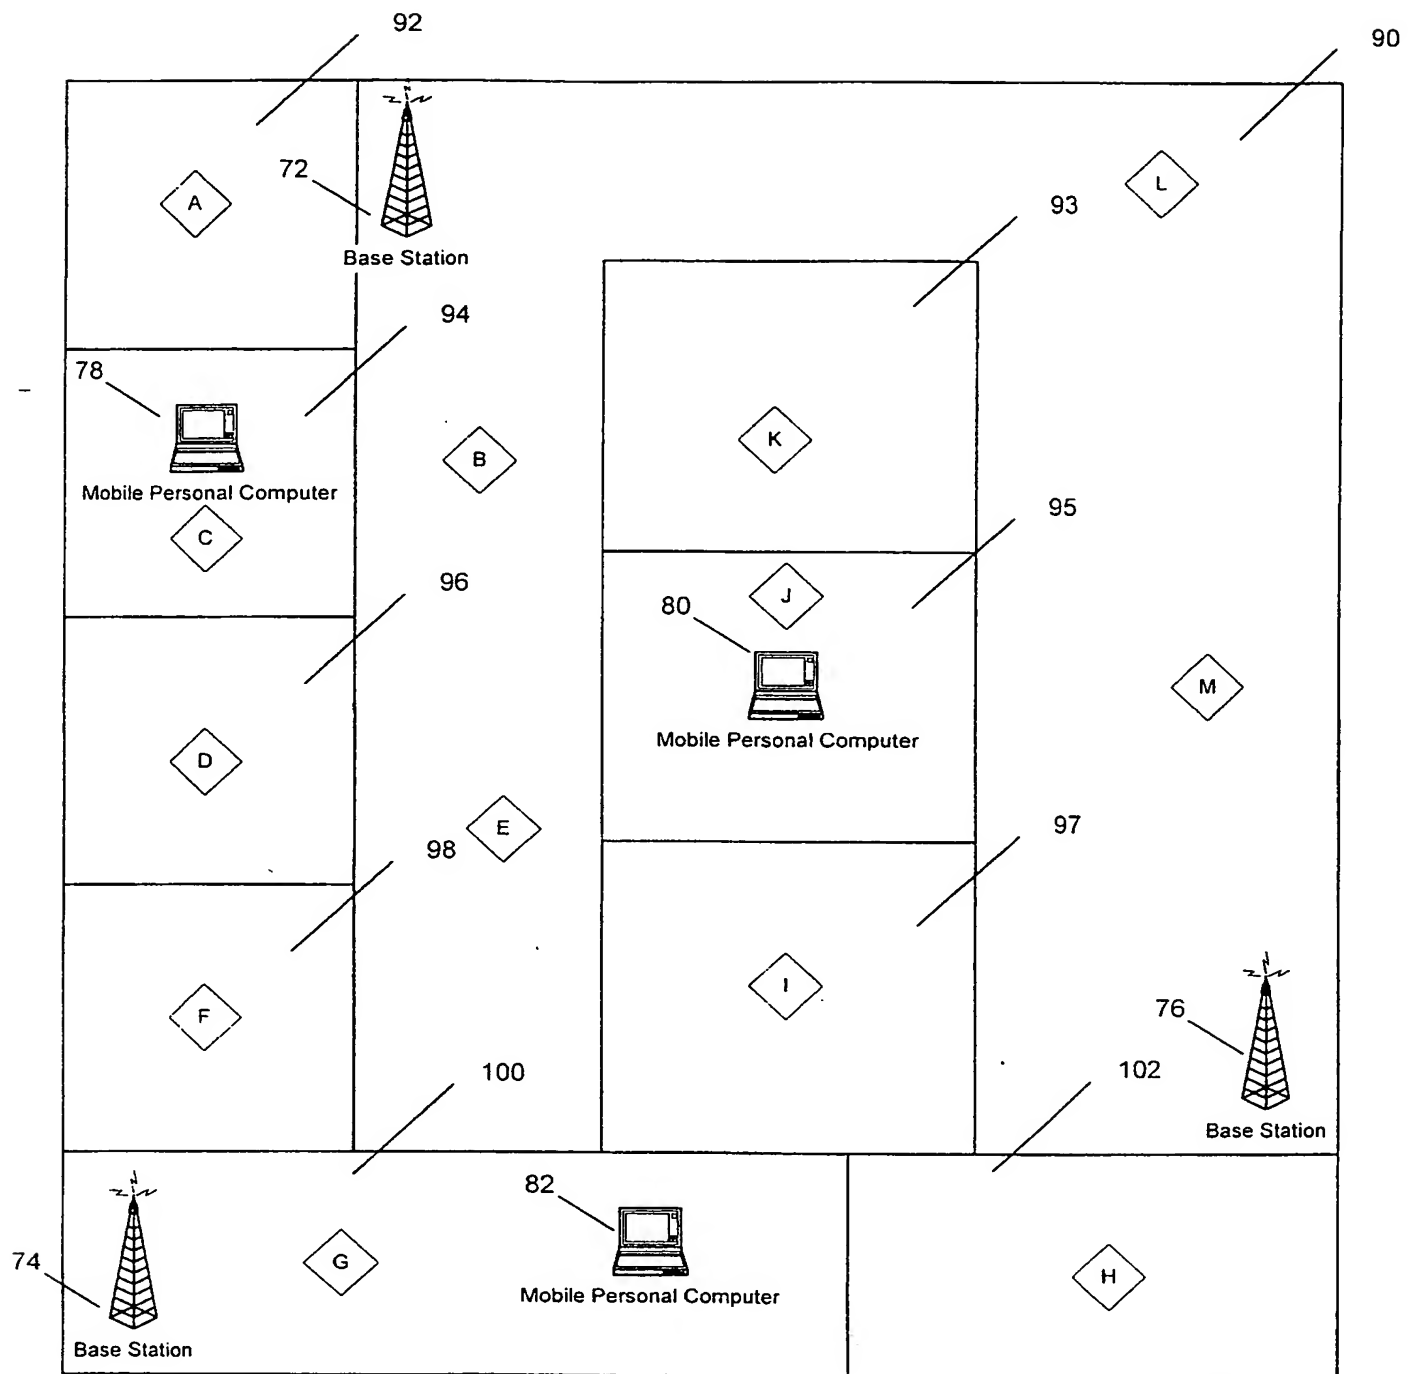 92
90
72
A
L
93
Base Station
94
78
K
B
Mobile Personal Computer
95
C
96
J
80
M
Mobile Personal Computer
D
E
97
98
I
F
76
100
102
Base Station
82
74
G
H
Mobile Personal Computer
Base Station